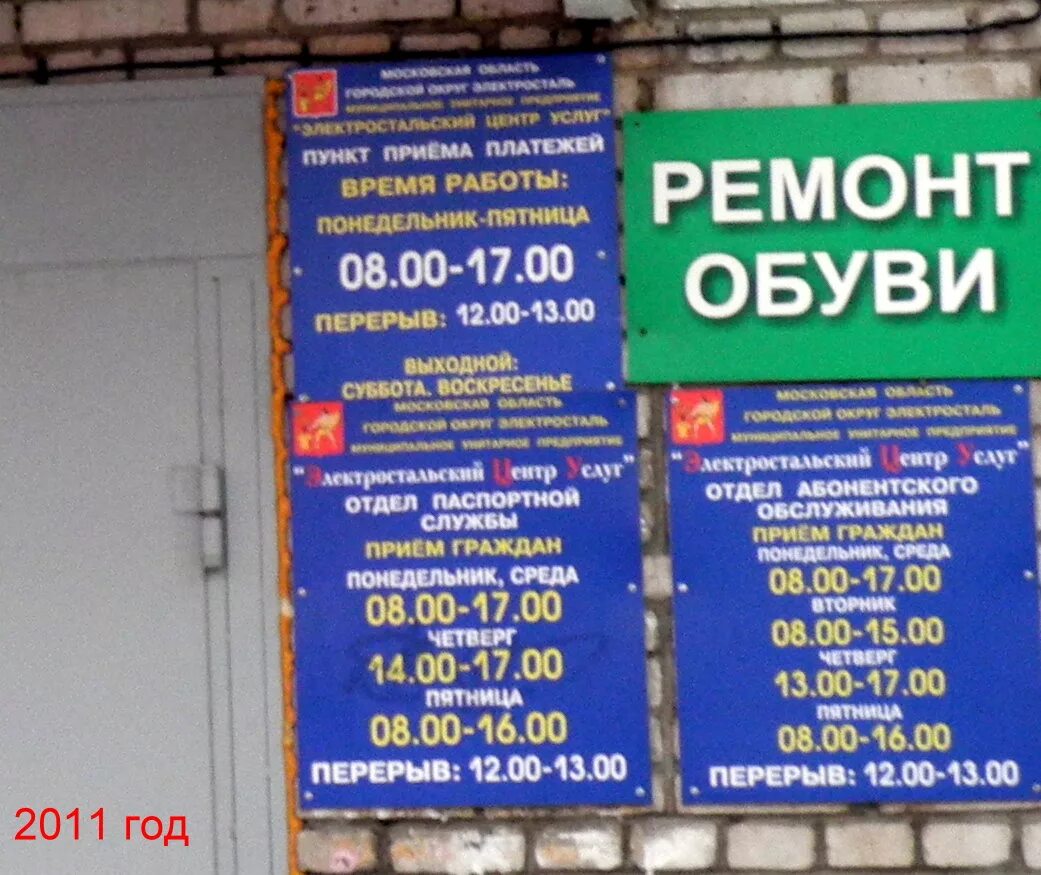 МОСКОВСКАЯ ОБЛАСТЬ
ГОРОДСКОЙ ОКРУГ ЭЛЕКТРОСТАЛЬ
МУНИЦИПАЛЬНОЕ УНИТАРНОЕ ПРЕДПРИЯТИЕ
"ЭЛЕКТРОСТАЛЬСКИЙ ЦЕНТР УСЛУГ"
ПУНКТ ПРИЁМА ПЛАТЕЖЕЙ
ВРЕМЯ РАБОТЫ:
ПОНЕДЕЛЬНИК-ПЯТНИЦА
08.00-17.00
ПЕРЕРЫВ: 12.00-13.00
ВЫХОДНОЙ:
СУББОТА, ВОСКРЕСЕНЬЕ
РЕМОНТ
ОБУВИ
МОСКОВСКАЯ ОБЛАСТЬ
ГОРОДСКОЙ ОКРУГ ЭЛЕКТРОСТАЛЬ
МУНИЦИПАЛЬНОЕ УНИТАРНОЕ ПРЕДПРИЯТИЕ
"Электростальский Центр Услуг"
ОТДЕЛ ПАСПОРТНОЙ
СЛУЖБЫ
ПРИЁМ ГРАЖДАН
ПОНЕДЕЛЬНИК, СРЕДА
08.00-17.00
ЧЕТВЕРГ
14.00-17.00
ПЯТНИЦА
08.00-16.00
ПЕРЕРЫВ: 12.00-13.00
МОСКОВСКАЯ ОБЛАСТЬ
ГОРОДСКОЙ ОКРУГ ЭЛЕКТРОСТАЛЬ
МУНИЦИПАЛЬНОЕ УНИТАРНОЕ ПРЕДПРИЯТИЕ
"Электростальский Центр Услуг"
ОТДЕЛ АБОНЕНТСКОГО
ОБСЛУЖИВАНИЯ
ПРИЁМ ГРАЖДАН
ПОНЕДЕЛЬНИК, СРЕДА
08.00-17.00
ВТОРНИК
08.00-15.00
ЧЕТВЕРГ
13.00-17.00
ПЯТНИЦА
08.00-16.00
ПЕРЕРЫВ: 12.00-13.00
2011 год